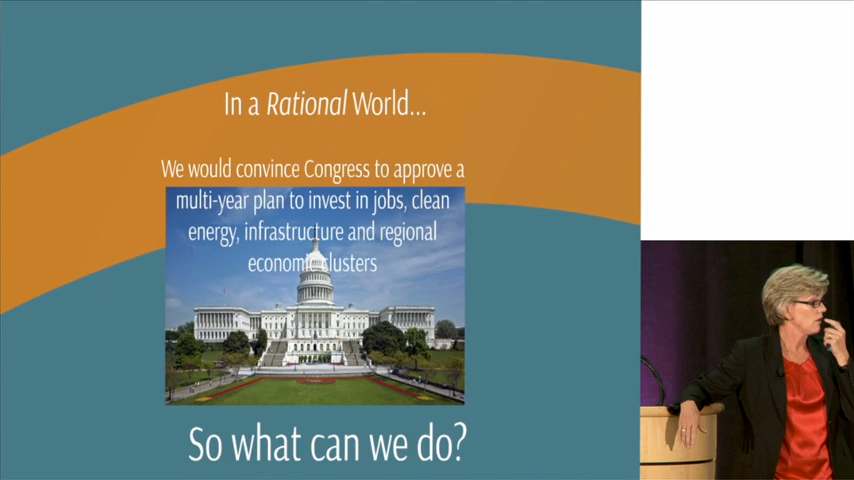 In a Rational World...
We would convince Congress to approve a
multi-year plan to invest in jobs, clean
energy, infrastructure and regional
economic clusters
So what can we do?